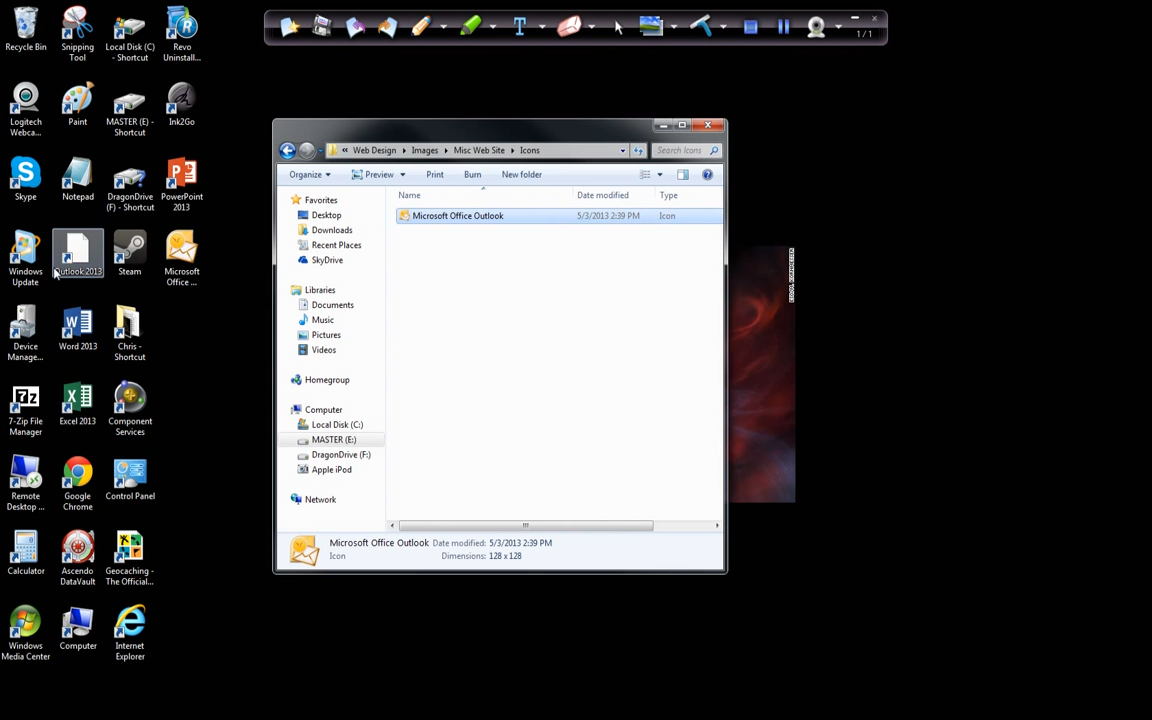 Recycle Bin
Snipping
Tool
Local Disk (C)
- Shortcut
Revo
Uninstall...
1 / 1
Logitech
Webca...
Paint
MASTER (E) -
Shortcut
Ink2Go
Skype
Notepad
DragonDrive
(F) - Shortcut
PowerPoint
2013
Windows
Update
Outlook 2013
Steam
Microsoft
Office ...
Device
Manage...
Word 2013
Chris -
Shortcut
7-Zip File
Manager
Excel 2013
Component
Services
Remote
Desktop ...
Google
Chrome
Control Panel
Calculator
Ascendo
DataVault
Geocaching -
The Official...
Windows
Media Center
Computer
Internet
Explorer
« Web Design Images Misc Web Site Icons
Search Icons
Organize Preview Print Burn New folder
Name Date modified Type
Microsoft Office Outlook 5/3/2013 2:39 PM Icon
Favorites
Desktop
Downloads
Recent Places
SkyDrive
Libraries
Documents
Music
Pictures
Videos
Homegroup
Computer
Local Disk (C:)
MASTER (E:)
DragonDrive (F:)
Apple iPod
Network
Microsoft Office Outlook Date modified: 5/3/2013 2:39 PM
Icon Dimensions: 128 x 128